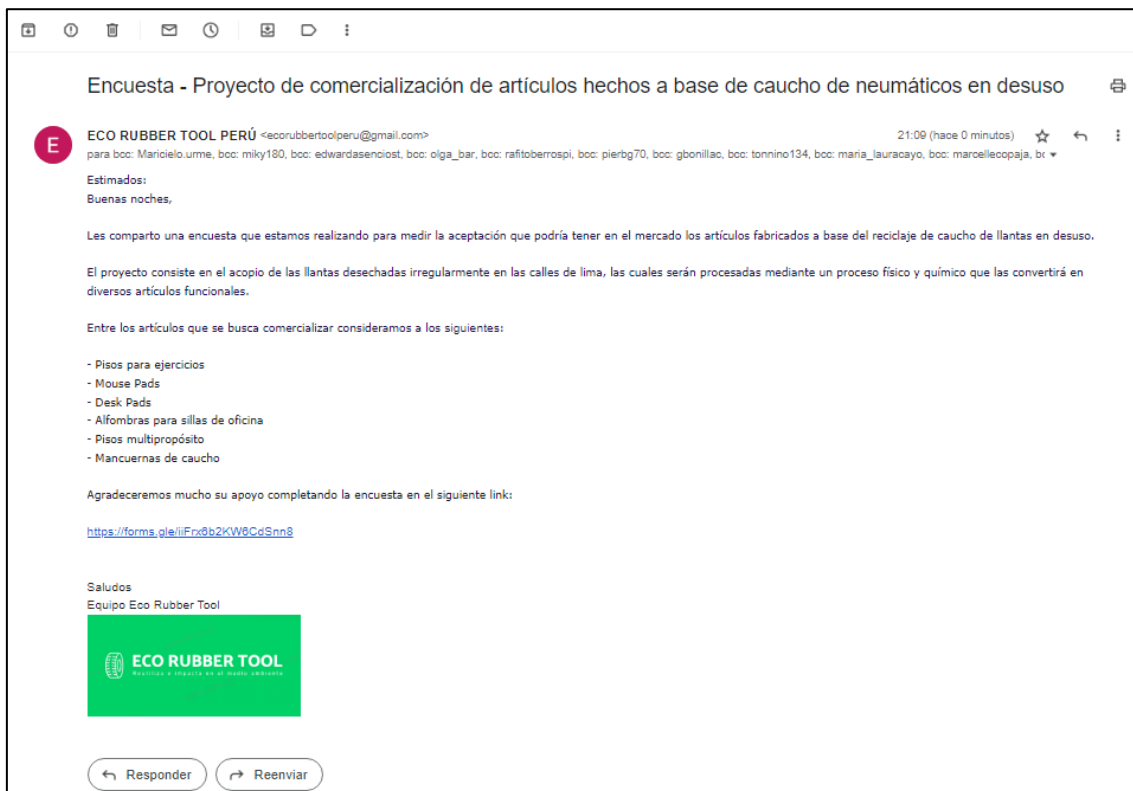 Encuesta - Proyecto de comercialización de artículos hechos a base de caucho de neumáticos en desuso
E
ECO RUBBER TOOL PERÚ <ecorubbertoolperu@gmail.com>
21:09 (hace 0 minutos)
para bcc: Maricielo.urme, bcc: miky180, bcc: edwardasenciost, bcc: olga_bar, bcc: rafitoberrospi, bcc: pierbg70, bcc: gbonillac, bcc: tonnino134, bcc: maria_lauracayo, bcc: marcellecopaja, bc
Estimados:
Buenas noches,
Les comparto una encuesta que estamos realizando para medir la aceptación que podría tener en el mercado los artículos fabricados a base del reciclaje de caucho de llantas en desuso.
El proyecto consiste en el acopio de las llantas desechadas irregularmente en las calles de lima, las cuales serán procesadas mediante un proceso físico y químico que las convertirá en
diversos artículos funcionales.
Entre los artículos que se busca comercializar consideramos a los siguientes:
- Pisos para ejercicios
- Mouse Pads
- Desk Pads
- Alfombras para sillas de oficina
- Pisos multipropósito
- Mancuernas de caucho
Agradeceremos mucho su apoyo completando la encuesta en el siguiente link:
https://forms.gle/iiFrx6b2KW6CdSnn8
Saludos
Equipo Eco Rubber Tool
ECO RUBBER TOOL
Reutiliza e impacta en el medio ambiente
Responder
Reenviar